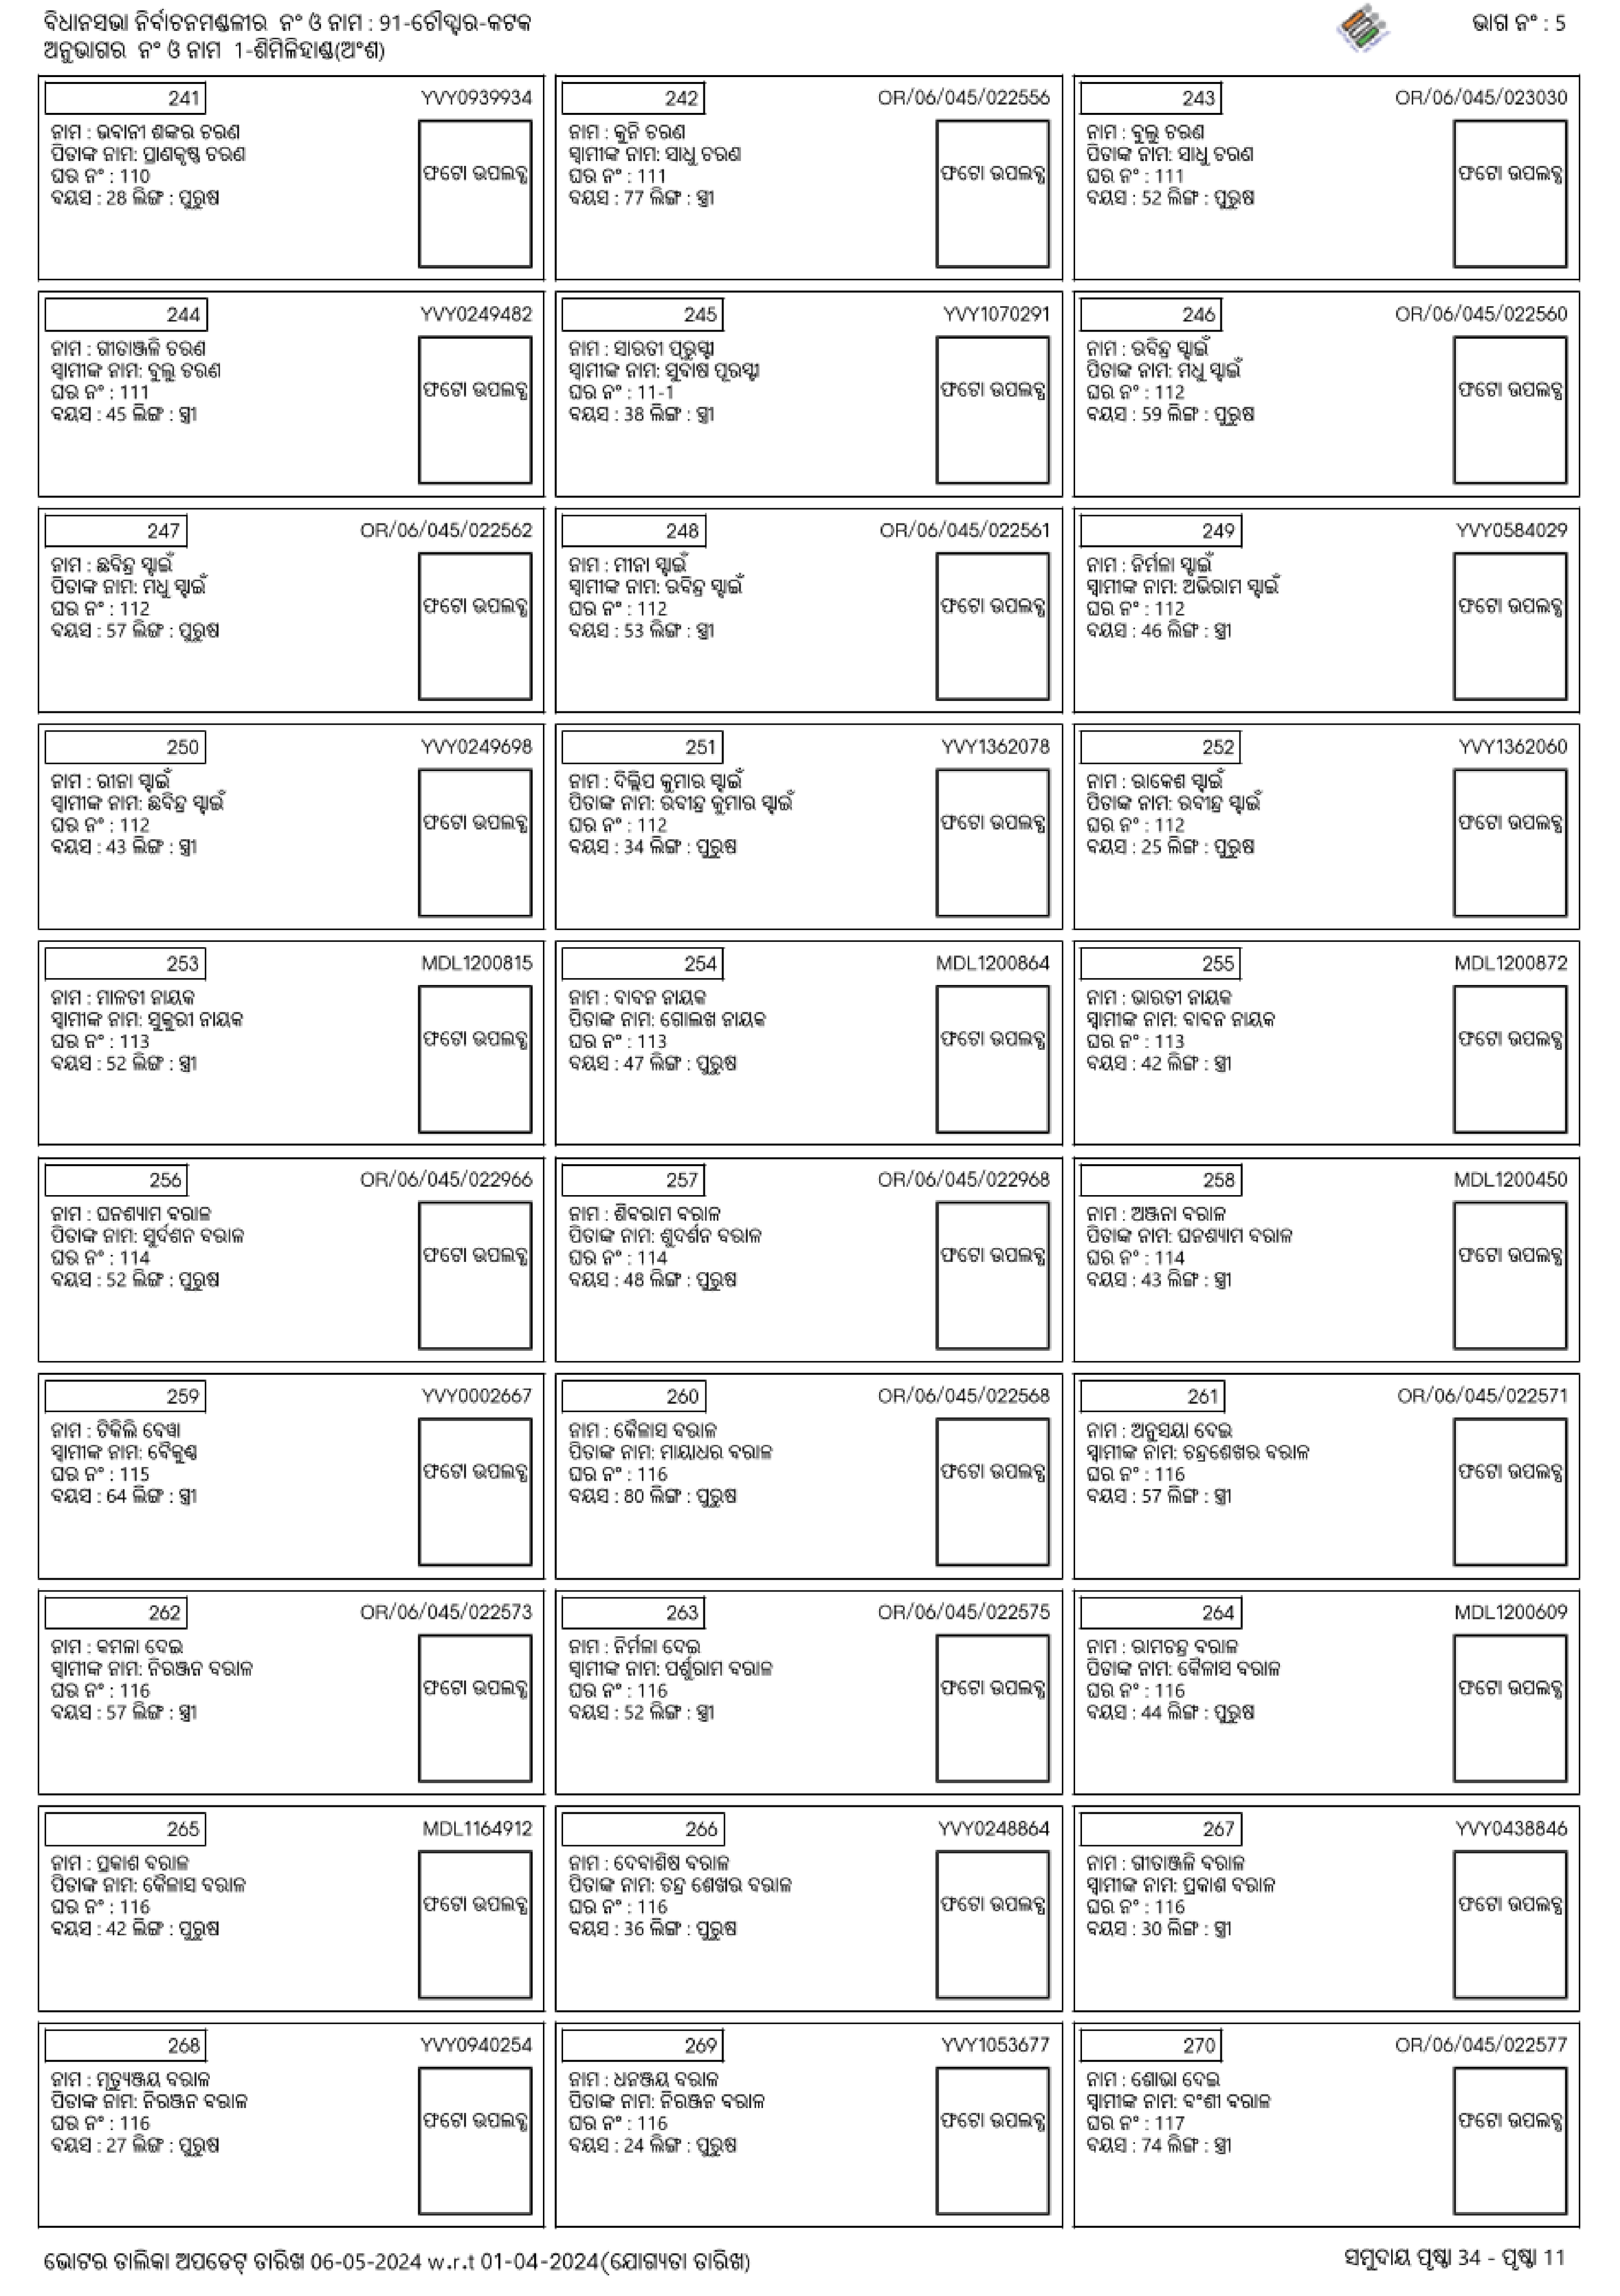 ବିଧାନସଭା ନିର୍ବାଚନମଣ୍ଡଳୀର ନଂ ଓ ନାମ : 91-ଚୌଦ୍ୱାର-କଟକ
ଅନୁଭାଗର ନଂ ଓ ନାମ 1-ଶିମିଳିହାଣ୍ଡ(ଅଂଶ)
ଭାଗ ନଂ : 5
241 YVY0939934
ନାମ : ଭବାନୀ ଶଙ୍କର ଚରଣ
ପିତାଙ୍କ ନାମ: ପ୍ରାଣକୃଷ୍ଣ ଚରଣ
ଘର ନଂ : 110
ବୟସ : 28 ଲିଙ୍ଗ : ପୁରୁଷ
ଫଟୋ ଉପଲବ୍ଧ
242 OR/06/045/022556
ନାମ : କୁନି ଚରଣ
ସ୍ୱାମୀଙ୍କ ନାମ: ସାଧୁ ଚରଣ
ଘର ନଂ : 111
ବୟସ : 77 ଲିଙ୍ଗ : ସ୍ତ୍ରୀ
ଫଟୋ ଉପଲବ୍ଧ
243 OR/06/045/023030
ନାମ : ବୁଲୁ ଚରଣ
ପିତାଙ୍କ ନାମ: ସାଧୁ ଚରଣ
ଘର ନଂ : 111
ବୟସ : 52 ଲିଙ୍ଗ : ପୁରୁଷ
ଫଟୋ ଉପଲବ୍ଧ
244 YVY0249482
ନାମ : ଗୀତାଞ୍ଜଳି ଚରଣ
ସ୍ୱାମୀଙ୍କ ନାମ: ବୁଲୁ ଚରଣ
ଘର ନଂ : 111
ବୟସ : 45 ଲିଙ୍ଗ : ସ୍ତ୍ରୀ
ଫଟୋ ଉପଲବ୍ଧ
245 YVY1070291
ନାମ : ସାରତୀ ପୂରୁସ୍ଟୀ
ସ୍ୱାମୀଙ୍କ ନାମ: ସୁବାଷ ପୂରସ୍ଟୀ
ଘର ନଂ : 11-1
ବୟସ : 38 ଲିଙ୍ଗ : ସ୍ତ୍ରୀ
ଫଟୋ ଉପଲବ୍ଧ
246 OR/06/045/022560
ନାମ : ରବିନ୍ଦ୍ର ସ୍ବାଇଁ
ପିତାଙ୍କ ନାମ: ମଧୁ ସ୍ବାଇଁ
ଘର ନଂ : 112
ବୟସ : 59 ଲିଙ୍ଗ : ପୁରୁଷ
ଫଟୋ ଉପଲବ୍ଧ
247 OR/06/045/022562
ନାମ : ଛବିନ୍ଦ୍ର ସ୍ବାଇଁ
ପିତାଙ୍କ ନାମ: ମଧୁ ସ୍ବାଇଁ
ଘର ନଂ : 112
ବୟସ : 57 ଲିଙ୍ଗ : ପୁରୁଷ
ଫଟୋ ଉପଲବ୍ଧ
248 OR/06/045/022561
ନାମ : ମୀନା ସ୍ବାଇଁ
ସ୍ୱାମୀଙ୍କ ନାମ: ରବିନ୍ଦ୍ର ସ୍ବାଇଁ
ଘର ନଂ : 112
ବୟସ : 53 ଲିଙ୍ଗ : ସ୍ତ୍ରୀ
ଫଟୋ ଉପଲବ୍ଧ
249 YVY0584029
ନାମ : ନିର୍ମଳା ସ୍ବାଇଁ
ସ୍ୱାମୀଙ୍କ ନାମ: ଅଭିରାମ ସ୍ବାଇଁ
ଘର ନଂ : 112
ବୟସ : 46 ଲିଙ୍ଗ : ସ୍ତ୍ରୀ
ଫଟୋ ଉପଲବ୍ଧ
250 YVY0249698
ନାମ : ରୀନା ସ୍ବାଇଁ
ସ୍ୱାମୀଙ୍କ ନାମ: ଛବିନ୍ଦ୍ର ସ୍ବାଇଁ
ଘର ନଂ : 112
ବୟସ : 43 ଲିଙ୍ଗ : ସ୍ତ୍ରୀ
ଫଟୋ ଉପଲବ୍ଧ
251 YVY1362078
ନାମ : ଦିଲ୍ଲିପ କୁମାର ସ୍ବାଇଁ
ପିତାଙ୍କ ନାମ: ରବୀନ୍ଦ୍ର କୁମାର ସ୍ବାଇଁ
ଘର ନଂ : 112
ବୟସ : 34 ଲିଙ୍ଗ : ପୁରୁଷ
ଫଟୋ ଉପଲବ୍ଧ
252 YVY1362060
ନାମ : ରାକେଶ ସ୍ବାଇଁ
ପିତାଙ୍କ ନାମ: ରବୀନ୍ଦ୍ର ସ୍ବାଇଁ
ଘର ନଂ : 112
ବୟସ : 25 ଲିଙ୍ଗ : ପୁରୁଷ
ଫଟୋ ଉପଲବ୍ଧ
253 MDL1200815
ନାମ : ମାଳତୀ ନାୟକ
ସ୍ୱାମୀଙ୍କ ନାମ: ସୁକୁରୀ ନାୟକ
ଘର ନଂ : 113
ବୟସ : 52 ଲିଙ୍ଗ : ସ୍ତ୍ରୀ
ଫଟୋ ଉପଲବ୍ଧ
254 MDL1200864
ନାମ : ବାବନ ନାୟକ
ପିତାଙ୍କ ନାମ: ଗୋଲଖ ନାୟକ
ଘର ନଂ : 113
ବୟସ : 47 ଲିଙ୍ଗ : ପୁରୁଷ
ଫଟୋ ଉପଲବ୍ଧ
255 MDL1200872
ନାମ : ଭାରତୀ ନାୟକ
ସ୍ୱାମୀଙ୍କ ନାମ: ବାବନ ନାୟକ
ଘର ନଂ : 113
ବୟସ : 42 ଲିଙ୍ଗ : ସ୍ତ୍ରୀ
ଫଟୋ ଉପଲବ୍ଧ
256 OR/06/045/022966
ନାମ : ଘନଶ୍ୟାମ ବରାଳ
ପିତାଙ୍କ ନାମ: ସୁର୍ଦଶନ ବରାଳ
ଘର ନଂ : 114
ବୟସ : 52 ଲିଙ୍ଗ : ପୁରୁଷ
ଫଟୋ ଉପଲବ୍ଧ
257 OR/06/045/022968
ନାମ : ଶିବରାମ ବରାଳ
ପିତାଙ୍କ ନାମ: ଶୁଦର୍ଶନ ବରାଳ
ଘର ନଂ : 114
ବୟସ : 48 ଲିଙ୍ଗ : ପୁରୁଷ
ଫଟୋ ଉପଲବ୍ଧ
258 MDL1200450
ନାମ : ଅଞ୍ଜନା ବରାଳ
ପିତାଙ୍କ ନାମ: ଘନଶ୍ୟାମ ବରାଳ
ଘର ନଂ : 114
ବୟସ : 43 ଲିଙ୍ଗ : ସ୍ତ୍ରୀ
ଫଟୋ ଉପଲବ୍ଧ
259 YVY0002667
ନାମ : ଟିକିଲି ଦେୱା
ସ୍ୱାମୀଙ୍କ ନାମ: ବୈକୁଣ୍ଠ
ଘର ନଂ : 115
ବୟସ : 64 ଲିଙ୍ଗ : ସ୍ତ୍ରୀ
ଫଟୋ ଉପଲବ୍ଧ
260 OR/06/045/022568
ନାମ : କୈଳାସ ବରାଳ
ପିତାଙ୍କ ନାମ: ମାୟାଧର ବରାଳ
ଘର ନଂ : 116
ବୟସ : 80 ଲିଙ୍ଗ : ପୁରୁଷ
ଫଟୋ ଉପଲବ୍ଧ
261 OR/06/045/022571
ନାମ : ଅନୁସୟା ଦେଇ
ସ୍ୱାମୀଙ୍କ ନାମ: ଚନ୍ଦ୍ରଶେଖର ବରାଳ
ଘର ନଂ : 116
ବୟସ : 57 ଲିଙ୍ଗ : ସ୍ତ୍ରୀ
ଫଟୋ ଉପଲବ୍ଧ
262 OR/06/045/022573
ନାମ : କମଳା ଦେଇ
ସ୍ୱାମୀଙ୍କ ନାମ: ନିରଞ୍ଜନ ବରାଳ
ଘର ନଂ : 116
ବୟସ : 57 ଲିଙ୍ଗ : ସ୍ତ୍ରୀ
ଫଟୋ ଉପଲବ୍ଧ
263 OR/06/045/022575
ନାମ : ନିର୍ମଳା ଦେଇ
ସ୍ୱାମୀଙ୍କ ନାମ: ପର୍ଶୁରାମ ବରାଳ
ଘର ନଂ : 116
ବୟସ : 52 ଲିଙ୍ଗ : ସ୍ତ୍ରୀ
ଫଟୋ ଉପଲବ୍ଧ
264 MDL1200609
ନାମ : ରାମଚନ୍ଦ୍ର ବରାଳ
ପିତାଙ୍କ ନାମ: କୈଳାସ ବରାଳ
ଘର ନଂ : 116
ବୟସ : 44 ଲିଙ୍ଗ : ପୁରୁଷ
ଫଟୋ ଉପଲବ୍ଧ
265 MDL1164912
ନାମ : ପ୍ରକାଶ ବରାଳ
ପିତାଙ୍କ ନାମ: କୈଳାସ ବରାଳ
ଘର ନଂ : 116
ବୟସ : 42 ଲିଙ୍ଗ : ପୁରୁଷ
ଫଟୋ ଉପଲବ୍ଧ
266 YVY0248864
ନାମ : ଦେବାଶିଷ ବରାଳ
ପିତାଙ୍କ ନାମ: ଚନ୍ଦ୍ର ଶେଖର ବରାଳ
ଘର ନଂ : 116
ବୟସ : 36 ଲିଙ୍ଗ : ପୁରୁଷ
ଫଟୋ ଉପଲବ୍ଧ
267 YVY0438846
ନାମ : ଗୀତାଞ୍ଜଳି ବରାଳ
ସ୍ୱାମୀଙ୍କ ନାମ: ପ୍ରକାଶ ବରାଳ
ଘର ନଂ : 116
ବୟସ : 30 ଲିଙ୍ଗ : ସ୍ତ୍ରୀ
ଫଟୋ ଉପଲବ୍ଧ
268 YVY0940254
ନାମ : ମୃତ୍ୟୁଞ୍ଜୟ ବରାଳ
ପିତାଙ୍କ ନାମ: ନିରଞ୍ଜନ ବରାଳ
ଘର ନଂ : 116
ବୟସ : 27 ଲିଙ୍ଗ : ପୁରୁଷ
ଫଟୋ ଉପଲବ୍ଧ
269 YVY1053677
ନାମ : ଧନଞ୍ଜୟ ବରାଳ
ପିତାଙ୍କ ନାମ: ନିରଞ୍ଜନ ବରାଳ
ଘର ନଂ : 116
ବୟସ : 24 ଲିଙ୍ଗ : ପୁରୁଷ
ଫଟୋ ଉପଲବ୍ଧ
270 OR/06/045/022577
ନାମ : ଶୋଭା ଦେଇ
ସ୍ୱାମୀଙ୍କ ନାମ: ବଂଶୀ ବରାଳ
ଘର ନଂ : 117
ବୟସ : 74 ଲିଙ୍ଗ : ସ୍ତ୍ରୀ
ଫଟୋ ଉପଲବ୍ଧ
ଭୋଟର ତାଲିକା ଅପଡେଟ୍ ତାରିଖ 06-05-2024 w.r.t 01-04-2024(ଯୋଗ୍ୟତା ତାରିଖ)
ସମୁଦାୟ ପୃଷ୍ଠା 34 - ପୃଷ୍ଠା 11